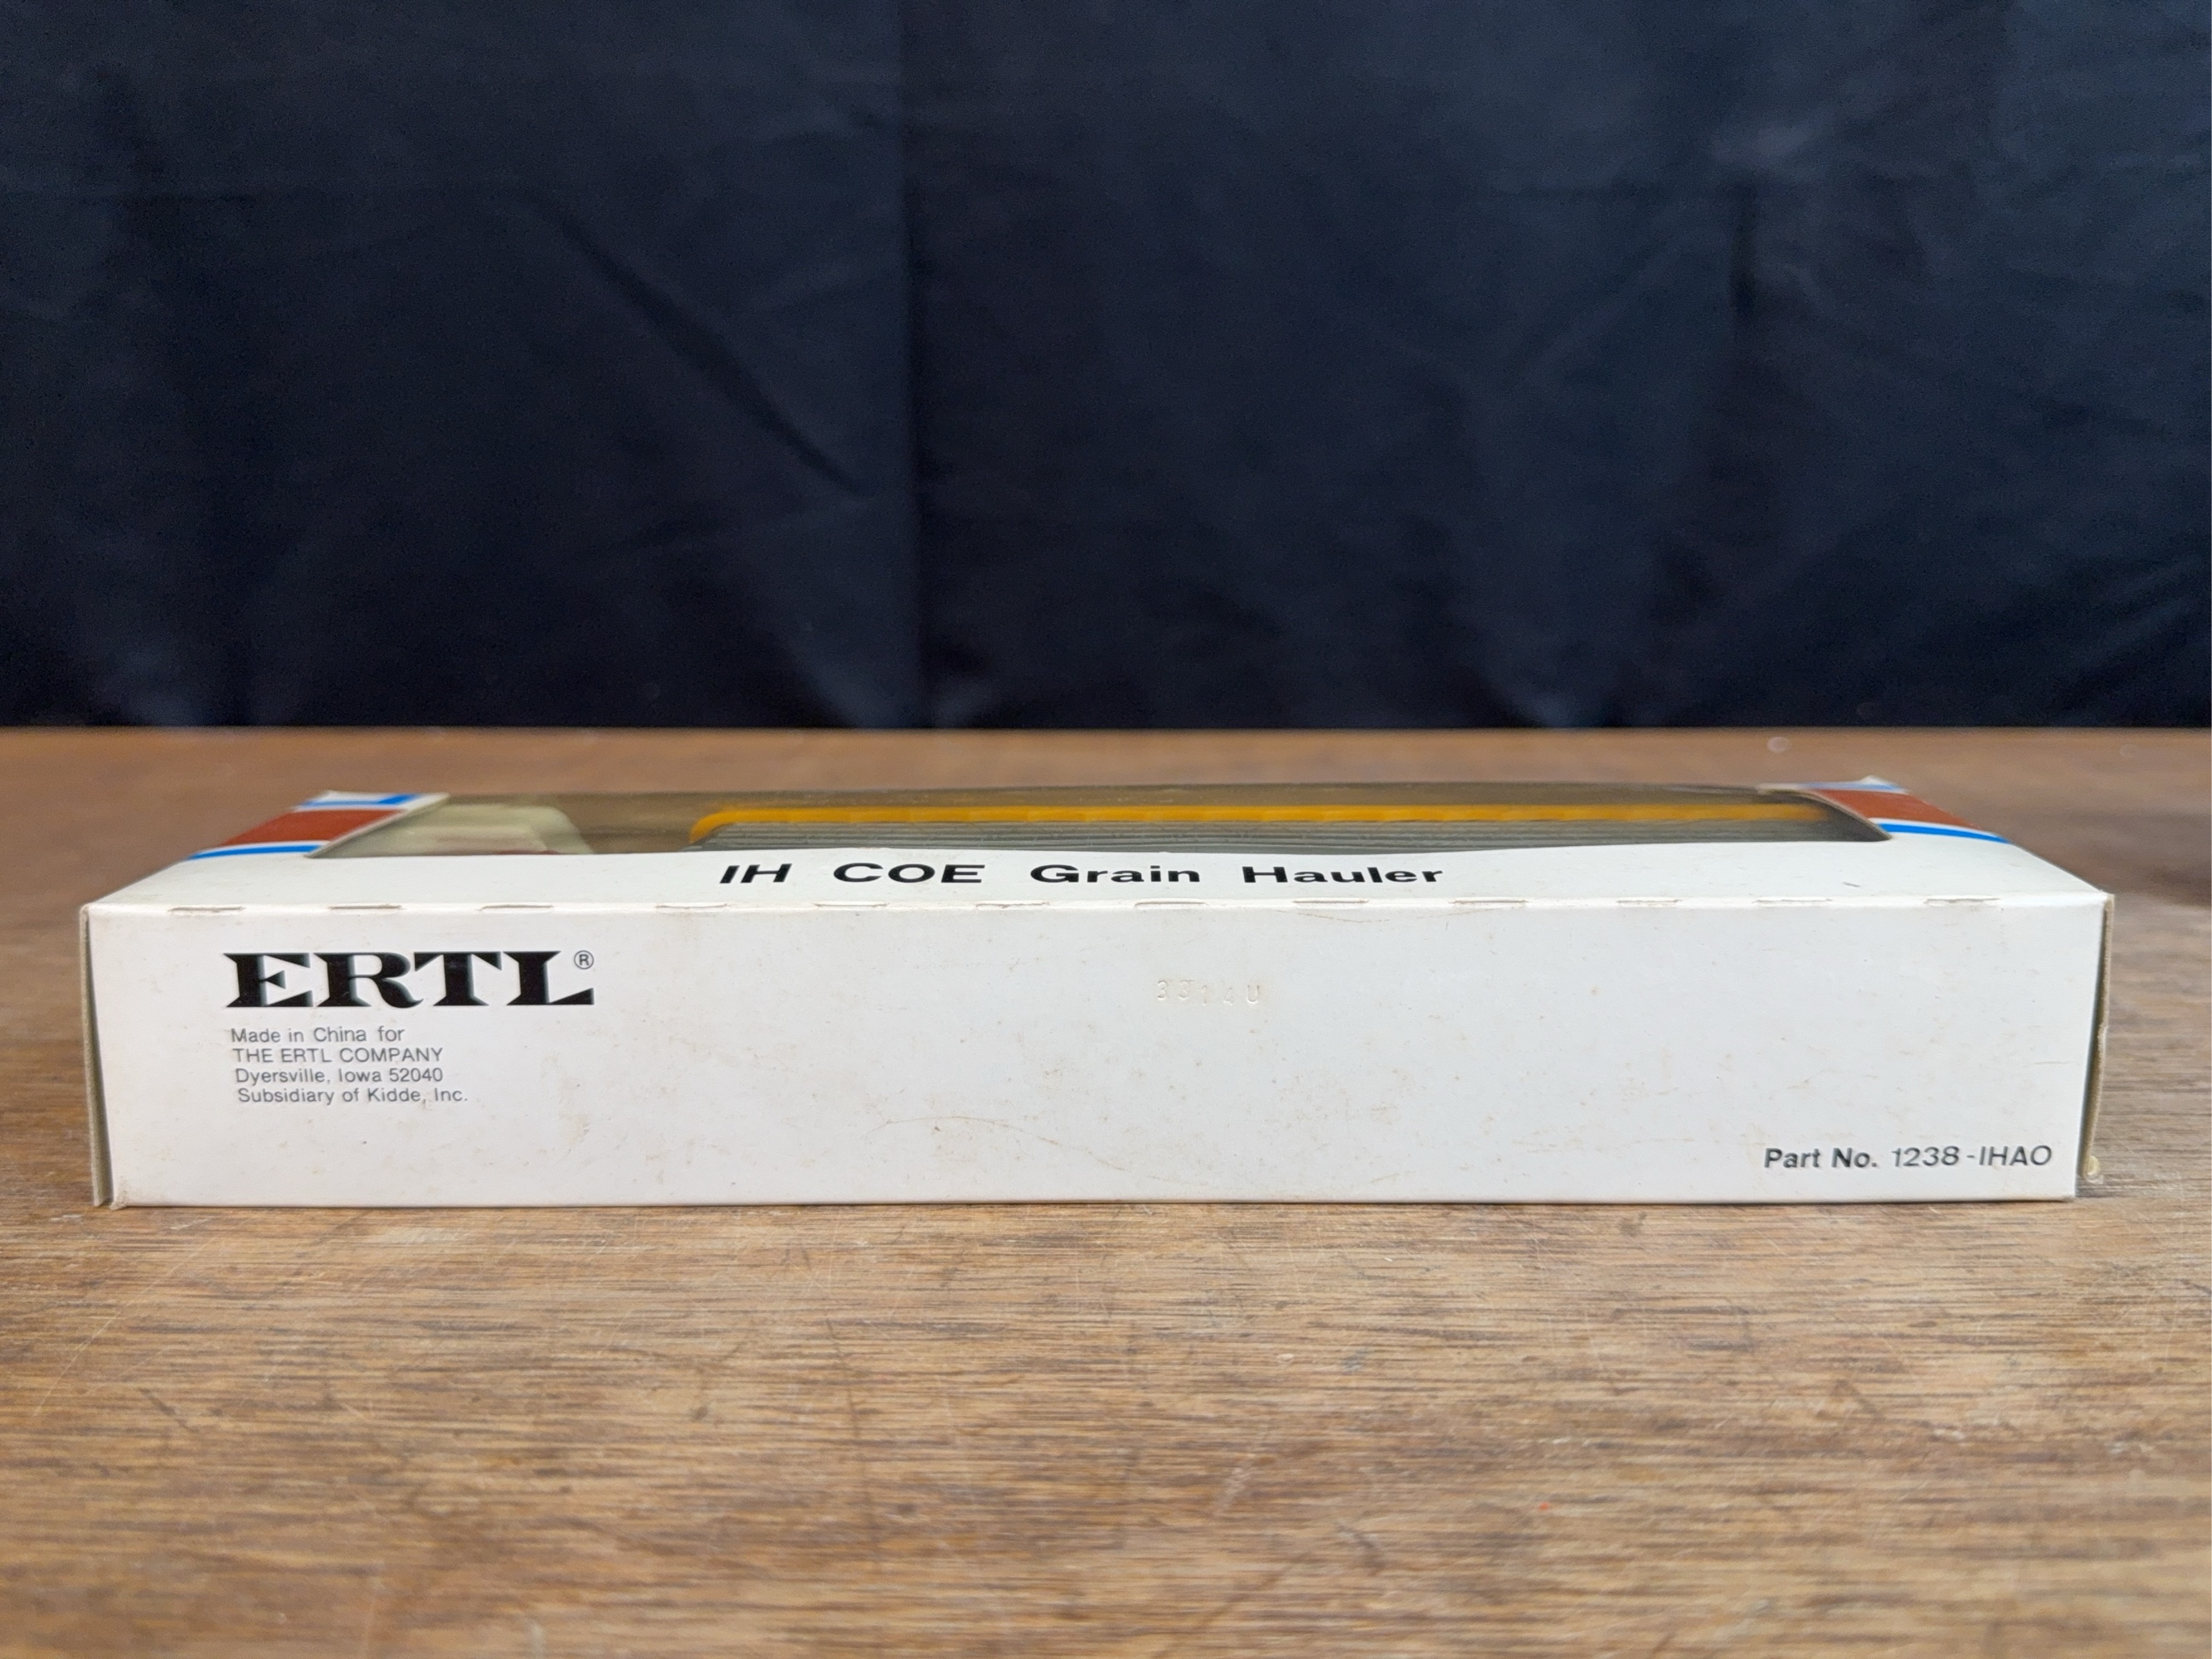 IH COE Grain Hauler
ERTL®
Made in China for
THE ERTL COMPANY
Dyersville, Iowa 52040
Subsidiary of Kidde, Inc.
Part No. 1238-IHAO